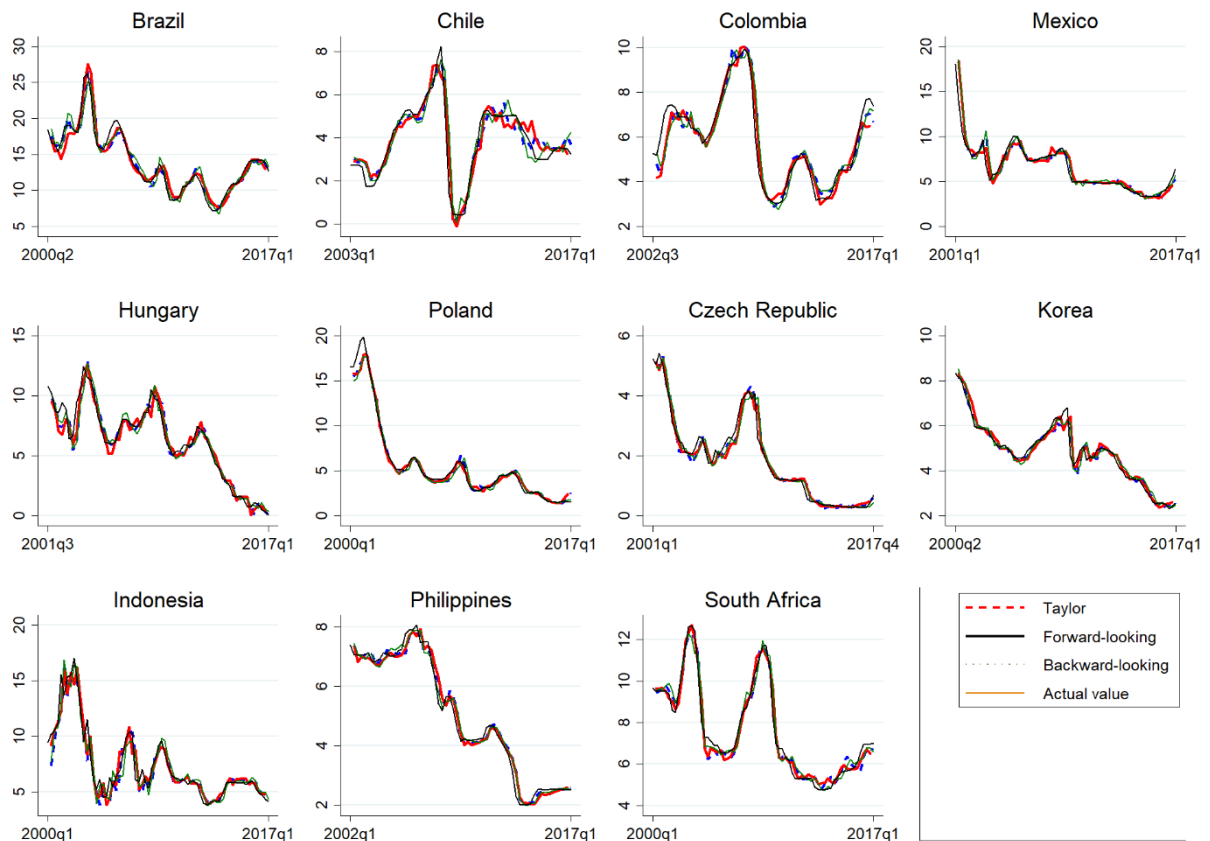 Brazil
30
25
20
15
10
5
2000q2 2017q1
Chile
8
6
4
2
0
2003q1 2017q1
Colombia
10
8
6
4
2
2002q3 2017q1
Mexico
20
15
10
5
0
2001q1 2017q1
Hungary
15
10
5
0
2001q3 2017q1
Poland
20
15
10
5
0
2000q1 2017q1
Czech Republic
6
4
2
0
2001q1 2017q4
Korea
10
8
6
4
2
2000q2 2017q1
Indonesia
20
15
10
5
2000q1 2017q1
Philippines
8
6
4
2
2002q1 2017q1
South Africa
12
10
8
6
4
2000q1 2017q1
Taylor
Forward-looking
Backward-looking
Actual value